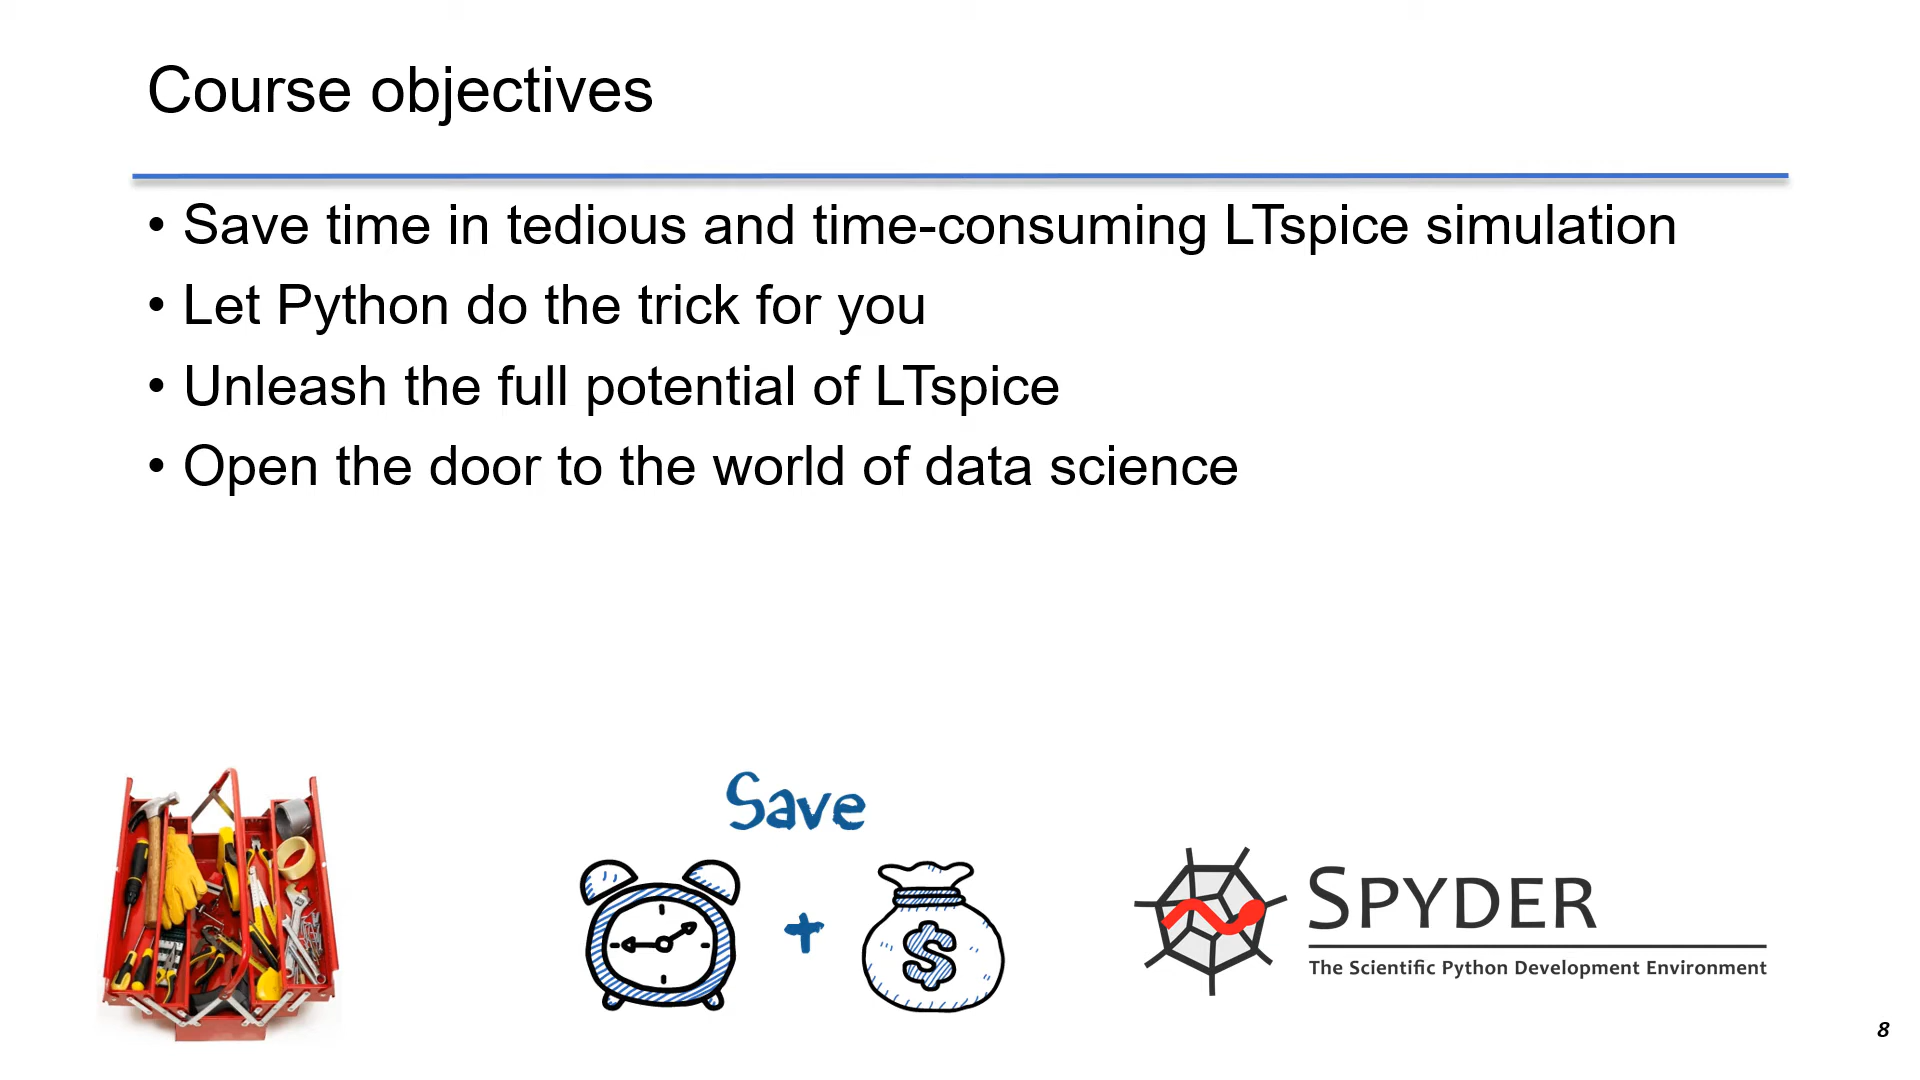 Course objectives
• Save time in tedious and time-consuming LTspice simulation
• Let Python do the trick for you
• Unleash the full potential of LTspice
• Open the door to the world of data science
Save
+
$
SPYDER
The Scientific Python Development Environment
8